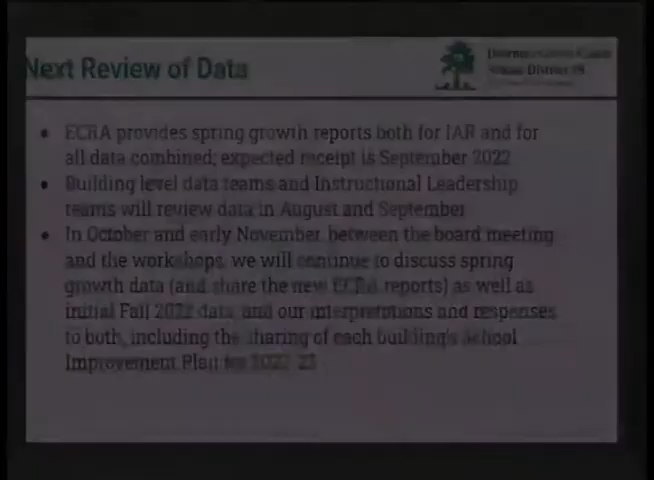 Next Review of Data
District 58
• ECRA provides spring growth reports both for IAR and for
all data combined; expected receipt is September 2022
• Building level data teams and Instructional Leadership
teams will review data in August and September
• In October and early November, between the board meeting
and the workshops, we will continue to discuss spring
growth data (and share the new ECRA reports) as well as
initial Fall 2022 data, and our interpretations and responses
to both, including the sharing of each building's School
Improvement Plan for 2022-23